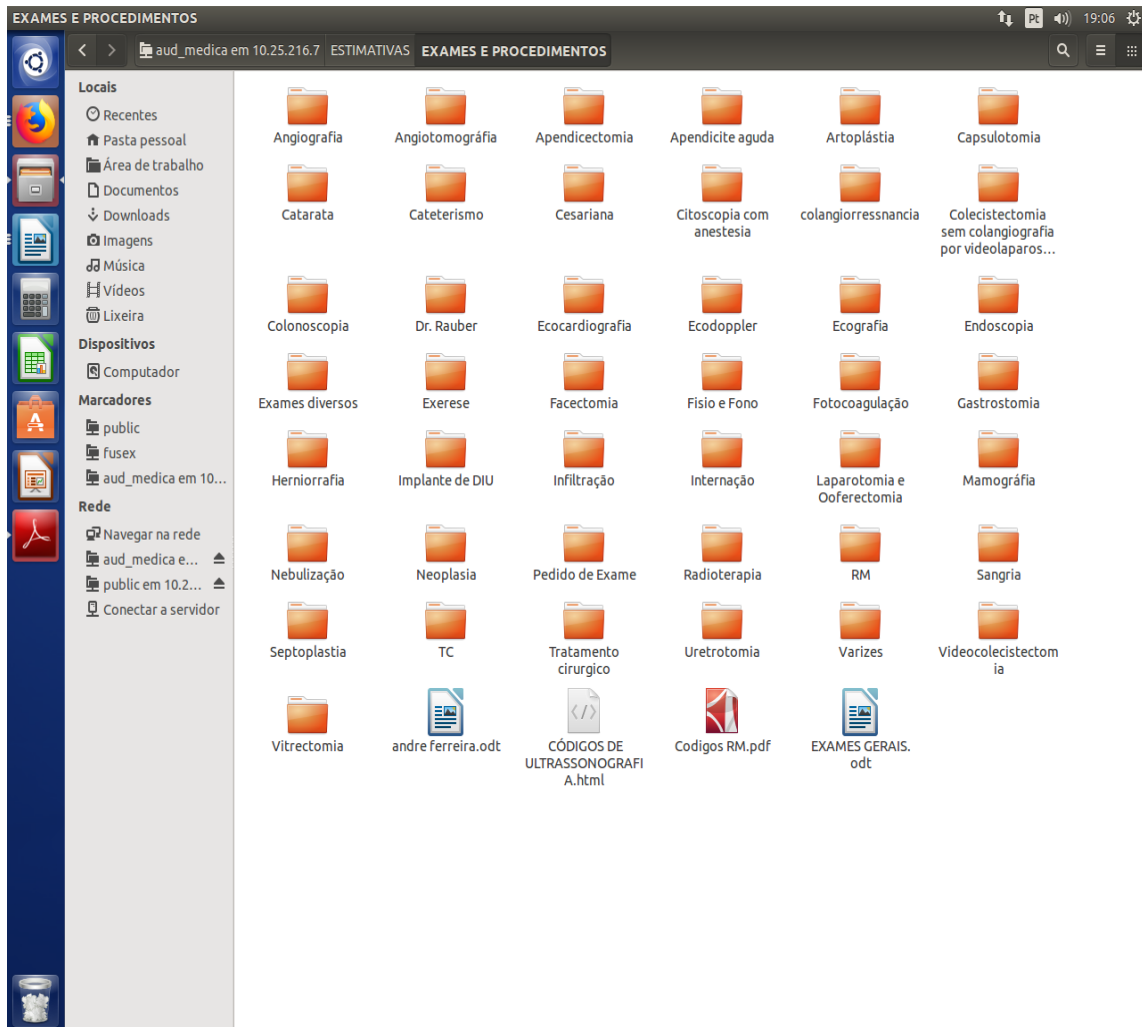 EXAMES E PROCEDIMENTOS
Pt
19:06
aud_medica em 10.25.216.7
ESTIMATIVAS
EXAMES E PROCEDIMENTOS
Locais
Recentes
Pasta pessoal
Área de trabalho
Documentos
Downloads
Imagens
Música
Vídeos
Lixeira
Dispositivos
Computador
Marcadores
public
fusex
aud_medica em 10...
Rede
Navegar na rede
aud_medica e...
public em 10.2...
Conectar a servidor
Angiografia
Angiotomográfia
Apendicectomia
Apendicite aguda
Artoplástia
Capsulotomia
Catarata
Cateterismo
Cesariana
Citoscopia com
anestesia
colangiorressnancia
Colecistectomia
sem colangiografia
por videolaparos...
Colonoscopia
Dr. Rauber
Ecocardiografia
Ecodoppler
Ecografia
Endoscopia
Exames diversos
Exerese
Facectomia
Fisio e Fono
Fotocoagulação
Gastrostomia
Herniorrafia
Implante de DIU
Infiltração
Internação
Laparotomia e
Ooferectomia
Mamográfia
Nebulização
Neoplasia
Pedido de Exame
Radioterapia
RM
Sangria
Septoplastia
TC
Tratamento
cirurgico
Uretrotomia
Varizes
Videocolecistectom
ia
Vitrectomia
andre ferreira.odt
CÓDIGOS DE
ULTRASSONOGRAFI
A.html
Codigos RM.pdf
EXAMES GERAIS.
odt